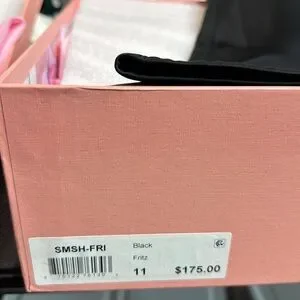 SMSH-FRI Black
Fritz
11 $175.00